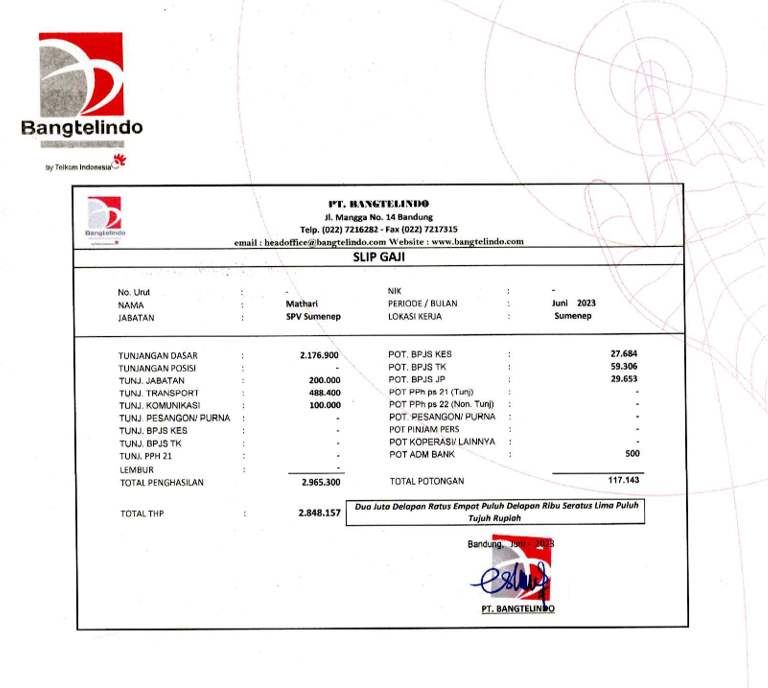 Bangtelindo
by Telkom Indonesia
Bangtelindo
PT. BANGTELINDO
Jl. Mangga No. 14 Bandung
Telp. (022) 7216282 - Fax (022) 7217315
email : headoffice@bangtelindo.com Website : www.bangtelindo.com
SLIP GAJI
No. Urut : - NIK : -
NAMA : Mathari PERIODE / BULAN : Juni 2023
JABATAN : SPV Sumenep LOKASI KERJA : Sumenep
TUNJANGAN DASAR : 2.176.900 POT. BPJS KES : 27.684
TUNJANGAN POSISI : - POT. BPJS TK : 59.306
TUNJ. JABATAN : 200.000 POT. BPJS JP : 29.653
TUNJ. TRANSPORT : 488.400 POT PPh ps 21 (Tunj) : -
TUNJ. KOMUNIKASI : 100.000 POT PPh ps 22 (Non. Tunj) : -
TUNJ. PESANGON/ PURNA : - POT. PESANGON/ PURNA : -
TUNJ. BPJS KES : - POT PINJAM PERS : -
TUNJ. BPJS TK : - POT KOPERASI/ LAINNYA : -
TUNJ. PPH 21 : - POT ADM BANK : 500
LEMBUR : -
TOTAL PENGHASILAN 2.965.300 TOTAL POTONGAN 117.143
TOTAL THP : 2.848.157 Dua Juta Delapan Ratus Empat Puluh Delapan Ribu Seratus Lima Puluh
Tujuh Rupiah
Bandung, Juni - 2023
PT. BANGTELINDO